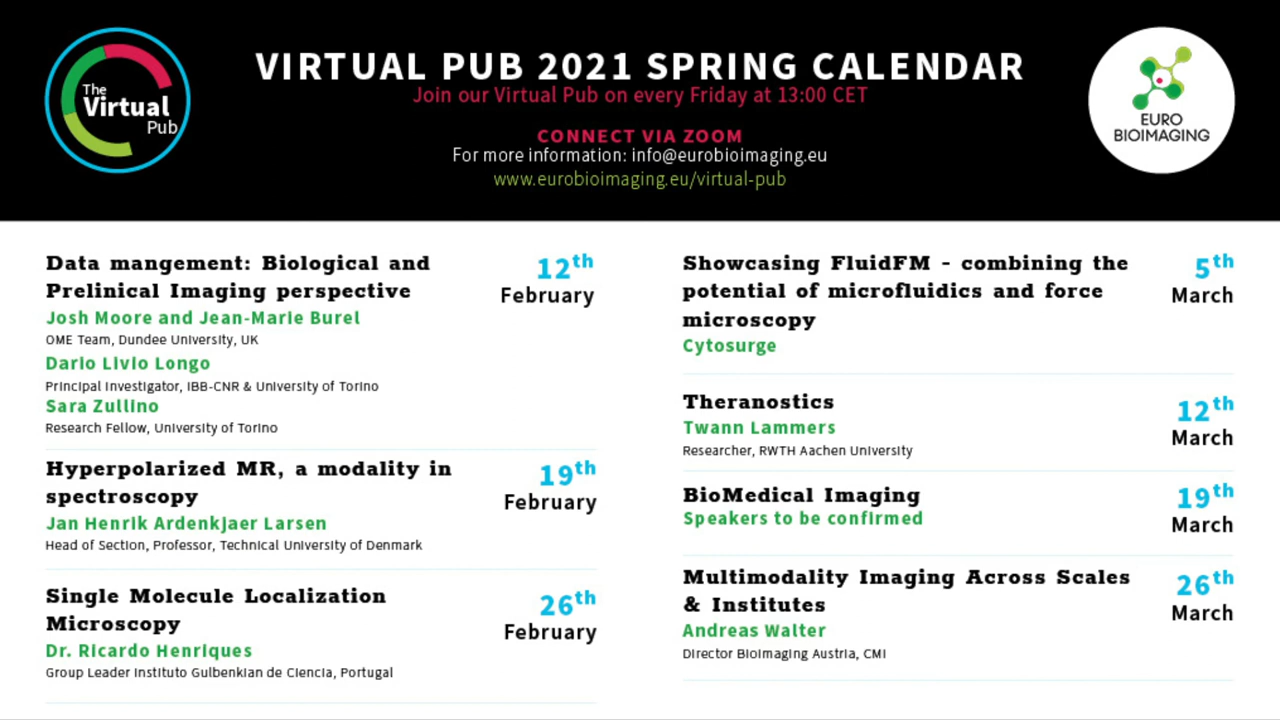 The
Virtual
Pub
VIRTUAL PUB 2021 SPRING CALENDAR
Join our Virtual Pub on every Friday at 13:00 CET
CONNECT VIA ZOOM
For more information: info@eurobioimaging.eu
www.eurobioimaging.eu/virtual-pub
EURO
BIOIMAGING
Data mangement: Biological and
Prelinical Imaging perspective
Josh Moore and Jean-Marie Burel
OME Team, Dundee University, UK
Dario Livio Longo
Principal Investigator, IBB-CNR & University of Torino
Sara Zullino
Research Fellow, University of Torino
12th
February
Hyperpolarized MR, a modality in
spectroscopy
Jan Henrik Ardenkjaer Larsen
Head of Section, Professor, Technical University of Denmark
19th
February
Single Molecule Localization
Microscopy
Dr. Ricardo Henriques
Group Leader Instituto Gulbenkian de Ciencia, Portugal
26th
February
Showcasing FluidFM - combining the
potential of microfluidics and force
microscopy
Cytosurge
5th
March
Theranostics
Twann Lammers
Researcher, RWTH Aachen University
12th
March
BioMedical Imaging
Speakers to be confirmed
19th
March
Multimodality Imaging Across Scales
& Institutes
Andreas Walter
Director BioImaging Austria, CMI
26th
March